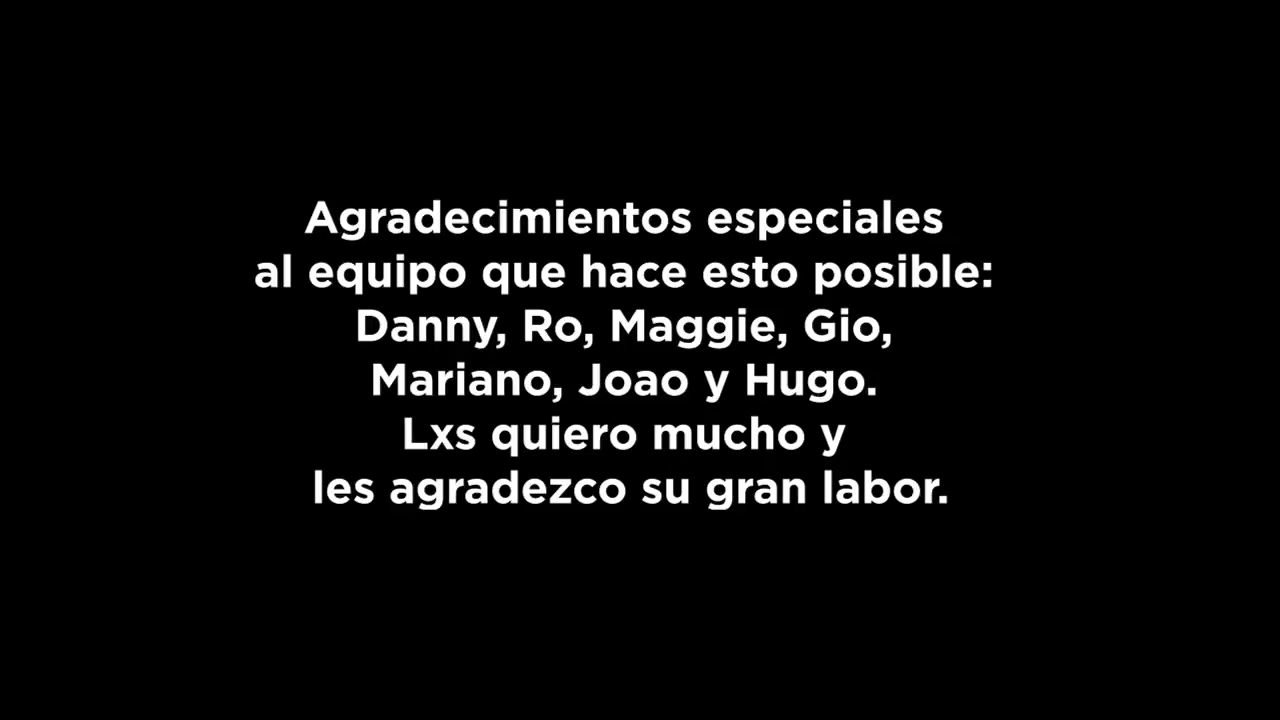 Agradecimientos especiales
al equipo que hace esto posible:
Danny, Ro, Maggie, Gio,
Mariano, Joao y Hugo.
Lxs quiero mucho y
les agradezco su gran labor.